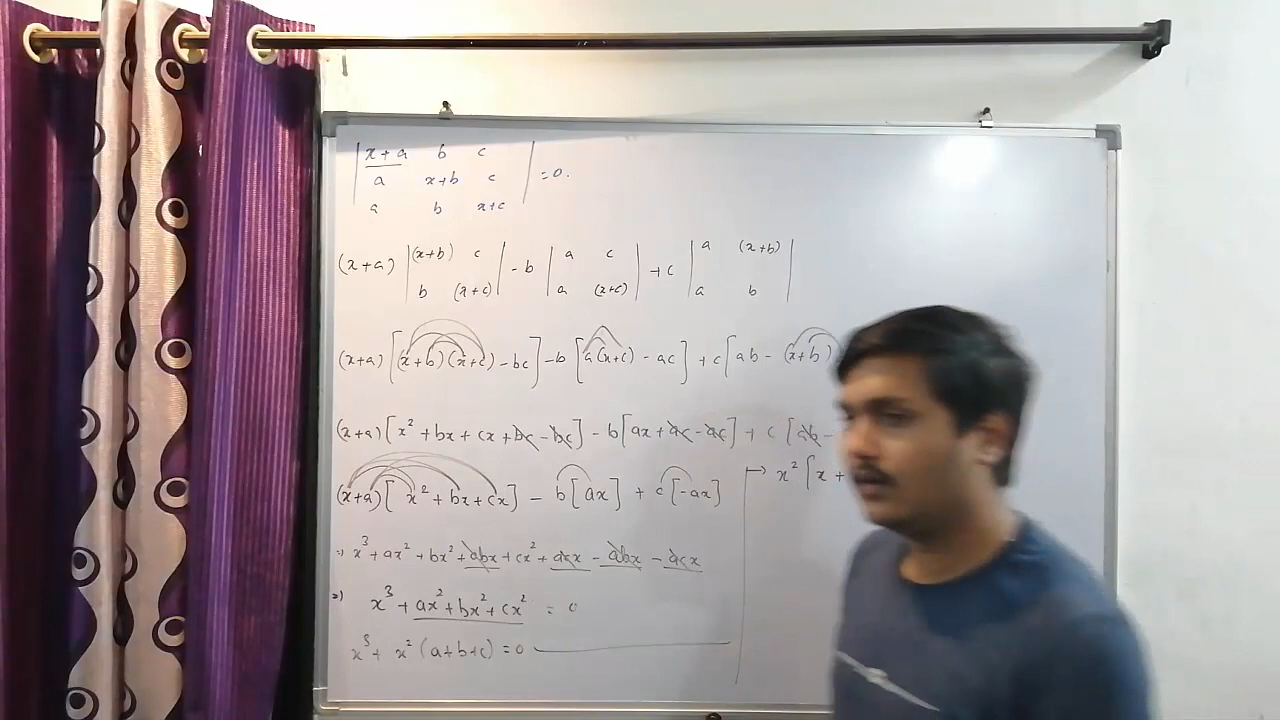 | x+a b c |
| a x+b c | =0.
| a b x+c |
(x+a) | (x+b) c | -b | a c | +c | a (x+b) |
| b (x+c) | | a (x+c) | | a b |
(x+a) [(x+b)(x+c) - bc] - b [a(x+c) - ac] + c [ab - (x+b)
(x+a) [x² + bx + cx + bc - bc] - b [ax + ac - ac] + c [ab -
(x+a) [x² + bx + cx] - b [ax] + c [-ax]
⇒ x³ + ax² + bx² + abx + cx² + acx - abx - acx
⇒ x³ + ax² + bx² + cx² = 0
x³ + x² (a+b+c) = 0
→ x² [x +